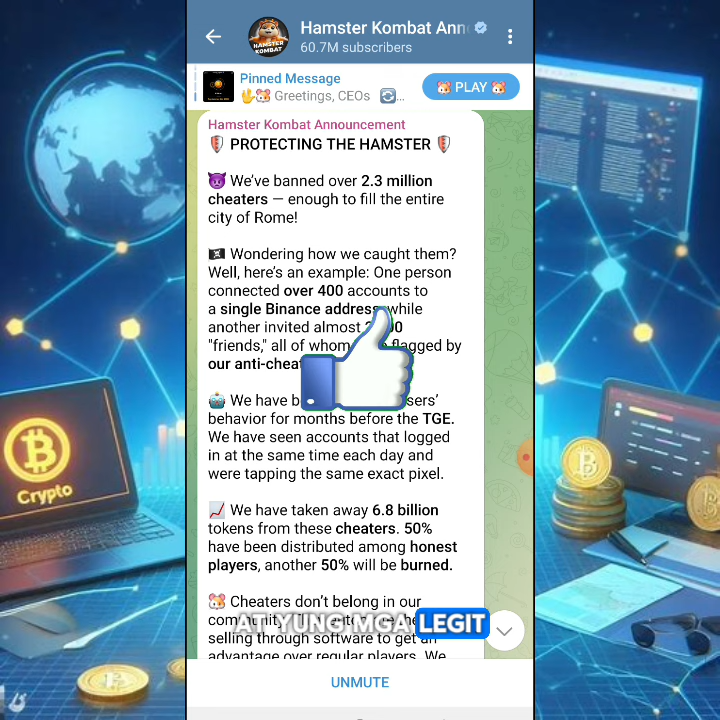 Hamster Kombat Ann
60.7M subscribers
Pinned Message
Greetings, CEOs ...
PLAY
HAMSTER
KOMBAT
Hamster Kombat Announcement
PROTECTING THE HAMSTER
We've banned over 2.3 million
cheaters — enough to fill the entire
city of Rome!
Wondering how we caught them?
Well, here's an example: One person
connected over 400 accounts to
a single Binance address, while
another invited almost
"friends," all of whom flagged by
our anti-chea
We have b sers'
behavior for months before the TGE.
We have seen accounts that logged
in at the same time each day and
were tapping the same exact pixel.
We have taken away 6.8 billion
tokens from these cheaters. 50%
have been distributed among honest
players, another 50% will be burned.
Cheaters don't belong in our
AT YUNG MGA LEGIT
selling through software to get an
advantage over regular players. We
UNMUTE
Crypto